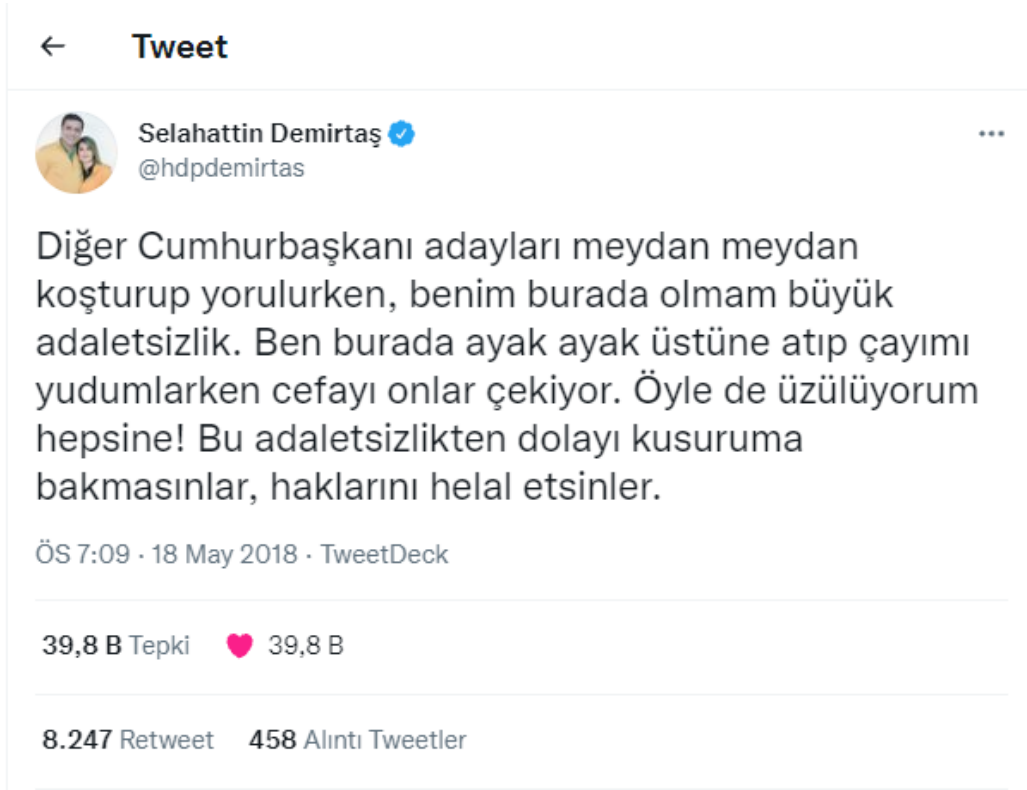 Tweet
Selahattin Demirtaş
@hdpdemirtas
Diğer Cumhurbaşkanı adayları meydan meydan
koşturup yorulurken, benim burada olmam büyük
adaletsizlik. Ben burada ayak ayak üstüne atıp çayımı
yudumlarken cefayı onlar çekiyor. Öyle de üzülüyorum
hepsine! Bu adaletsizlikten dolayı kusuruma
bakmasınlar, haklarını helal etsinler.
ÖS 7:09 · 18 May 2018 · TweetDeck
39,8 B Tepki 39,8 B
8.247 Retweet 458 Alıntı Tweetler